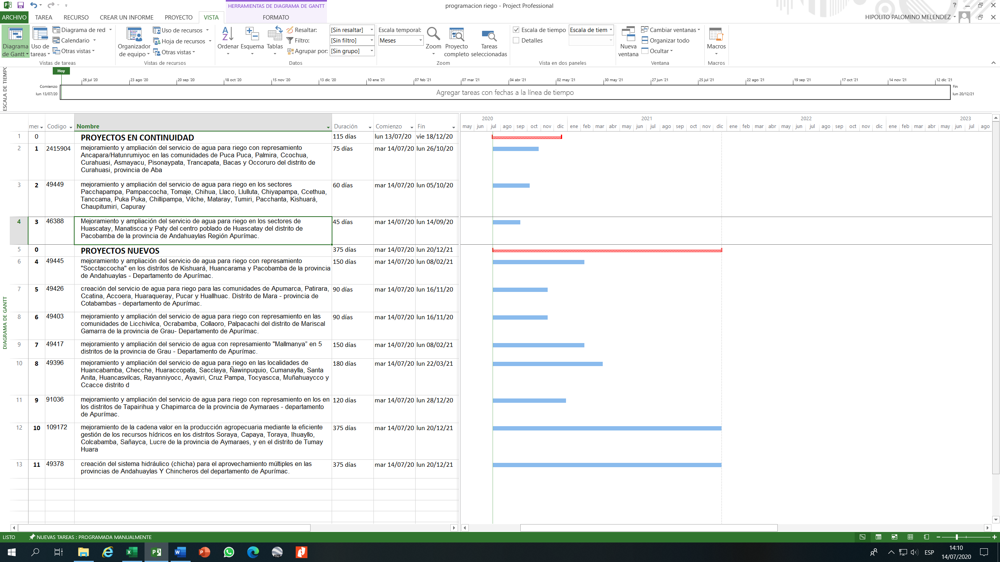 programacion riego - Project Professional
HERRAMIENTAS DE DIAGRAMA DE GANTT
ARCHIVO TAREA RECURSO CREAR UN INFORME PROYECTO VISTA FORMATO
HIPOLITO PALOMINO MELENDEZ
Diagrama de Gantt
Uso de tareas
Diagrama de red
Calendario
Otras vistas
Vistas de tareas
Organizador de equipo
Uso de recursos
Hoja de recursos
Otras vistas
Vistas de recursos
Ordenar Esquema Tablas
Resaltar: [Sin resaltar]
Filtro: [Sin filtro]
Agrupar por: [Sin grupo]
Datos
Escala temporal:
Meses
Zoom
Proyecto completo
Tareas seleccionadas
Zoom
Escala de tiempo Escala de tiem
Detalles
Vista en dos paneles
Nueva ventana
Cambiar ventanas
Organizar todo
Ocultar
Ventana
Macros
Macros
ESCALA DE TIEMPO
Hoy
26 jul '20 23 ago '20 20 sep '20 18 oct '20 15 nov '20 13 dic '20 10 ene '21 07 feb '21 07 mar '21 04 abr '21 02 may '21 30 may '21 27 jun '21 25 jul '21 22 ago '21 19 sep '21 17 oct '21 14 nov '21 12 dic '21
Comienzo
lun 13/07/20
Agregar tareas con fechas a la línea de tiempo
Fin
lun 20/12/21
2020 2021 2022 2023
Codigo Nombre Duración Comienzo Fin
may jun jul ago sep oct nov dic ene feb mar abr may jun jul ago sep oct nov dic ene feb mar abr may jun jul ago sep oct nov dic ene feb mar abr may jun jul ago
DIAGRAMA DE GANTT
1 0 PROYECTOS EN CONTINUIDAD 115 días lun 13/07/20 vie 18/12/20
2 1 2415904 mejoramiento y ampliación del servicio de agua para riego con represamiento 75 días mar 14/07/20 lun 26/10/20
Ancapara/Hatunrumiyoc en las comunidades de Puca Puca, Palmira, Ccochua,
Curahuasi, Asmayacu, Pisonaypata, Trancapata, Bacas y Occoruro del distrito de
Curahuasi, provincia de Aba
3 2 49449 mejoramiento y ampliación del servicio de agua para riego en los sectores 60 días mar 14/07/20 lun 05/10/20
Pacchapampa, Pampaccocha, Tomaje, Chihua, Llaco, Llulluta, Chiyapampa, Ccethua,
Tanccama, Puka Puka, Chillipampa, Vilche, Mataray, Tumiri, Pacchanta, Kishuará,
Chaupitumiri, Capuray
4 3 46388 Mejoramiento y ampliación del servicio de agua para riego en los sectores de 45 días mar 14/07/20 lun 14/09/20
Huascatay, Manatiscca y Paty del centro poblado de Huascatay del distrito de
Pacobamba de la provincia de Andahuaylas Región Apurímac.
5 0 PROYECTOS NUEVOS 375 días mar 14/07/20 lun 20/12/21
6 4 49445 mejoramiento y ampliación del servicio de agua para riego con represamiento 150 días mar 14/07/20 lun 08/02/21
"Socctaccocha" en los distritos de Kishuará, Huancarama y Pacobamba de la provincia
de Andahuaylas - Departamento de Apurímac.
7 5 49426 creación del servicio de agua para riego para las comunidades de Apumarca, Patirara, 90 días mar 14/07/20 lun 16/11/20
Ccatina, Accoera, Huaraqueray, Pucar y Huallhuac. Distrito de Mara - provincia de
Cotabambas - departamento de Apurímac.
8 6 49403 mejoramiento y ampliación del servicio de agua para riego con represamiento en las 90 días mar 14/07/20 lun 16/11/20
comunidades de Licchivilca, Ocrabamba, Collaoro, Palpacachi del distrito de Mariscal
Gamarra de la provincia de Grau- Departamento de Apurímac.
9 7 49417 mejoramiento y ampliación del servicio de agua con represamiento "Mallmanya” en 5 150 días mar 14/07/20 lun 08/02/21
distritos de la provincia de Grau - Departamento de Apurímac.
10 8 49396 mejoramiento y ampliación del servicio de agua para riego en las localidades de 180 días mar 14/07/20 lun 22/03/21
Huancabamba, Checche, Huaraccopata, Sacclaya, Ñawinpuquio, Cumanaylla, Santa
Anita, Huancasvilcas, Rayanniyocc, Ayaviri, Cruz Pampa, Tocyascca, Muñahuaycco y
Ccacce distrito d
11 9 91036 mejoramiento y ampliación del servicio de agua para riego con represamiento en los en 120 días mar 14/07/20 lun 28/12/20
los distritos de Tapairihua y Chapimarca de la provincia de Aymaraes - departamento
de Apurímac.
12 10 109172 mejoramiento de la cadena valor en la producción agropecuaria mediante la eficiente 375 días mar 14/07/20 lun 20/12/21
gestión de los recursos hídricos en los distritos Soraya, Capaya, Toraya, Ihuayllo,
Colcabamba, Sañayca, Lucre de la provincia de Aymaraes, y en el distrito de Tumay
Huara
13 11 49378 creación del sistema hidráulico (chicha) para el aprovechamiento múltiples en las 375 días mar 14/07/20 lun 20/12/21
provincias de Andahuaylas Y Chincheros del departamento de Apurímac.
LISTO NUEVAS TAREAS : PROGRAMADA MANUALMENTE
ESP
14:10
14/07/2020